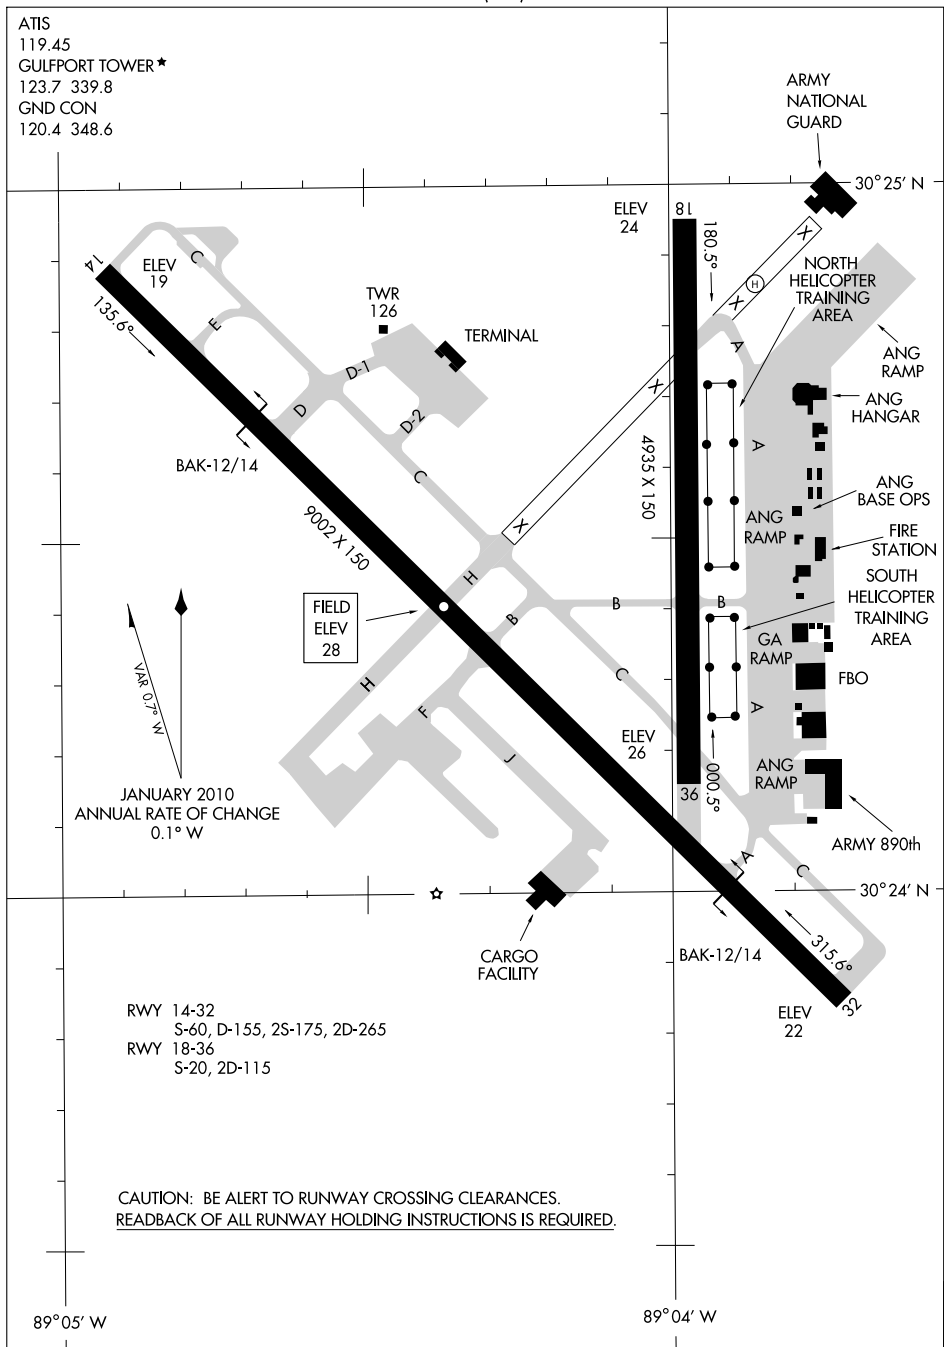 ATIS
119.45
GULFPORT TOWER★
123.7 339.8
GND CON
120.4 348.6
ARMY
NATIONAL
GUARD
30°25' N
ELEV
24
18
180.5°
X
H
X
NORTH
HELICOPTER
TRAINING
AREA
14
ELEV
19
135.6°
C
E
TWR
126
TERMINAL
D-1
D
D-2
C
A
X
ANG
RAMP
ANG
HANGAR
BAK-12/14
9002 X 150
4935 X 150
A
ANG
BASE OPS
ANG
RAMP
FIRE
STATION
X
H
B
B
B
SOUTH
HELICOPTER
TRAINING
AREA
FIELD
ELEV
28
GA
RAMP
FBO
VAR 0.7° W
H
F
C
A
J
ELEV
26
000.5°
36
ANG
RAMP
JANUARY 2010
ANNUAL RATE OF CHANGE
0.1° W
ARMY 890th
A
C
30°24' N
CARGO
FACILITY
BAK-12/14
315.6°
32
ELEV
22
RWY 14-32
S-60, D-155, 2S-175, 2D-265
RWY 18-36
S-20, 2D-115
CAUTION: BE ALERT TO RUNWAY CROSSING CLEARANCES.
READBACK OF ALL RUNWAY HOLDING INSTRUCTIONS IS REQUIRED.
89°05' W
89°04' W